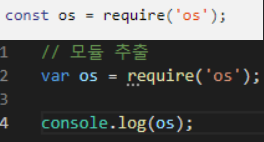 const os = require('os');
1 // 모듈 추출
2 var os = require('os');
3
4 console.log(os);